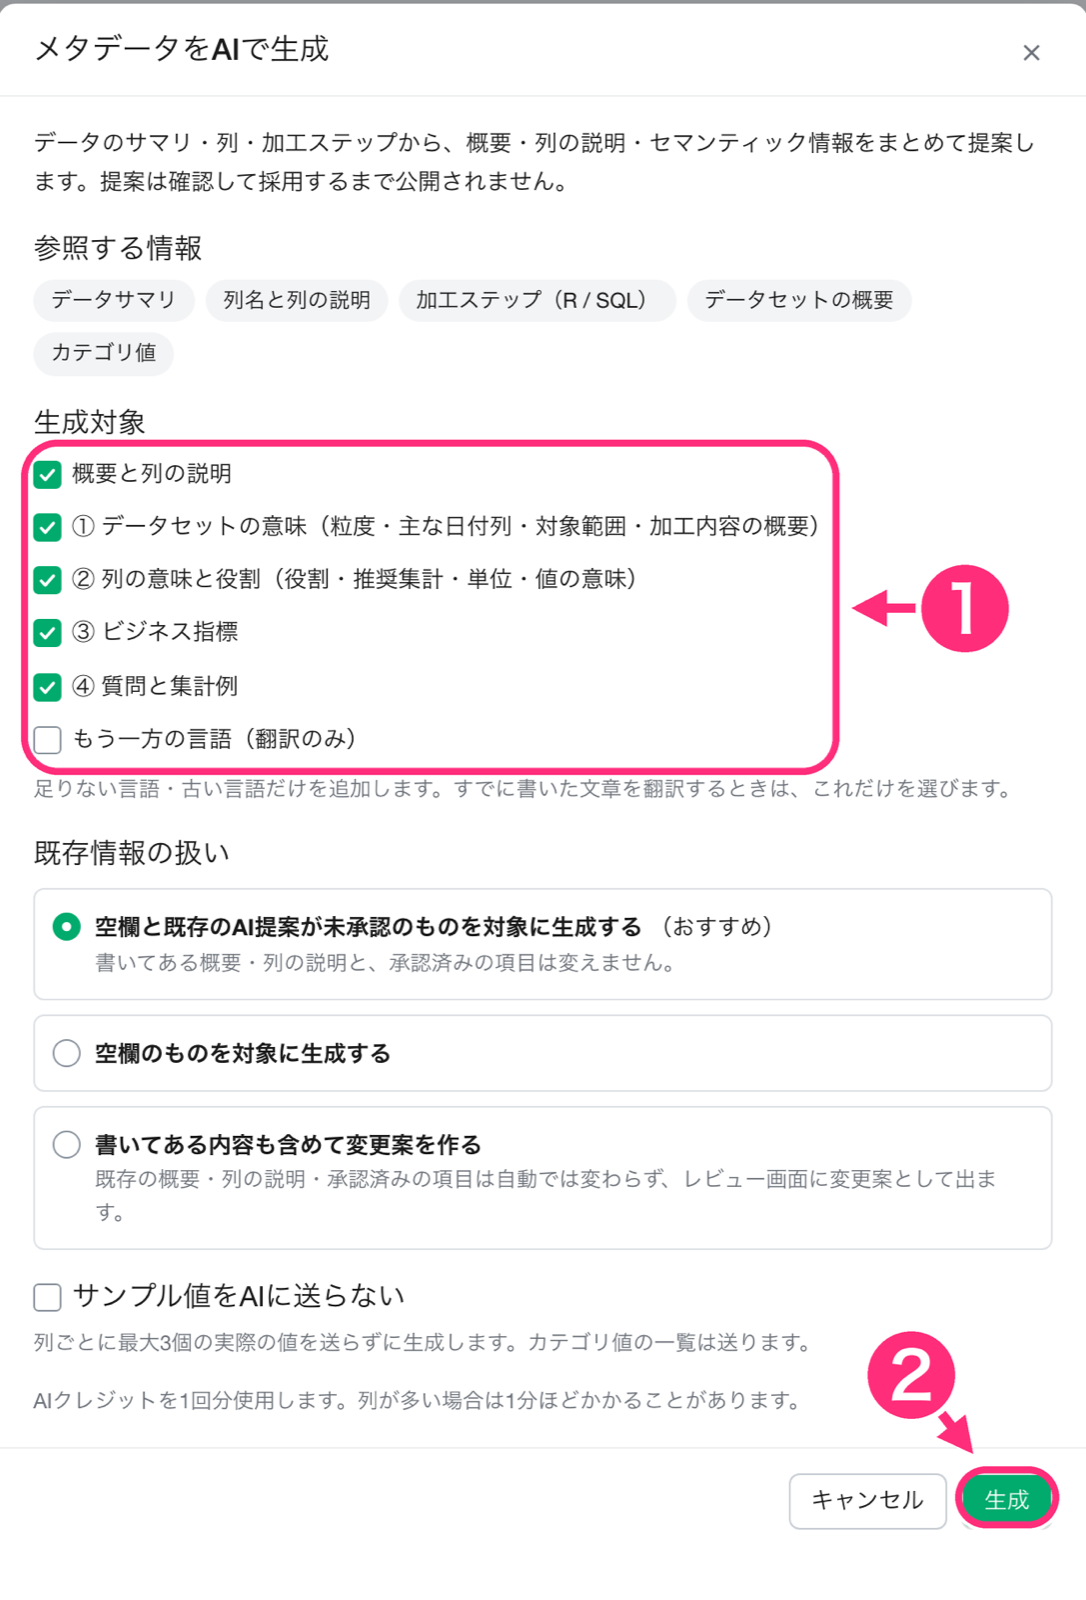 メタデータをAIで生成
データのサマリ・列・加工ステップから、概要・列の説明・セマンティック情報をまとめて提案し
ます。提案は確認して採用するまで公開されません。
参照する情報
データサマリ 列名と列の説明 加工ステップ（R / SQL） データセットの概要
カテゴリ値
生成対象
概要と列の説明
① データセットの意味（粒度・主な日付列・対象範囲・加工内容の概要）
② 列の意味と役割（役割・推奨集計・単位・値の意味）
1
③ ビジネス指標
④ 質問と集計例
もう一方の言語（翻訳のみ）
足りない言語・古い言語だけを追加します。すでに書いた文章を翻訳するときは、これだけを選びます。
既存情報の扱い
空欄と既存のAI提案が未承認のものを対象に生成する （おすすめ）
書いてある概要・列の説明と、承認済みの項目は変えません。
空欄のものを対象に生成する
書いてある内容も含めて変更案を作る
既存の概要・列の説明・承認済みの項目は自動では変わらず、レビュー画面に変更案として出ま
す。
サンプル値をAIに送らない
列ごとに最大3個の実際の値を送らずに生成します。カテゴリ値の一覧は送ります。
2
AIクレジットを1回分使用します。列が多い場合は1分ほどかかることがあります。
キャンセル 生成